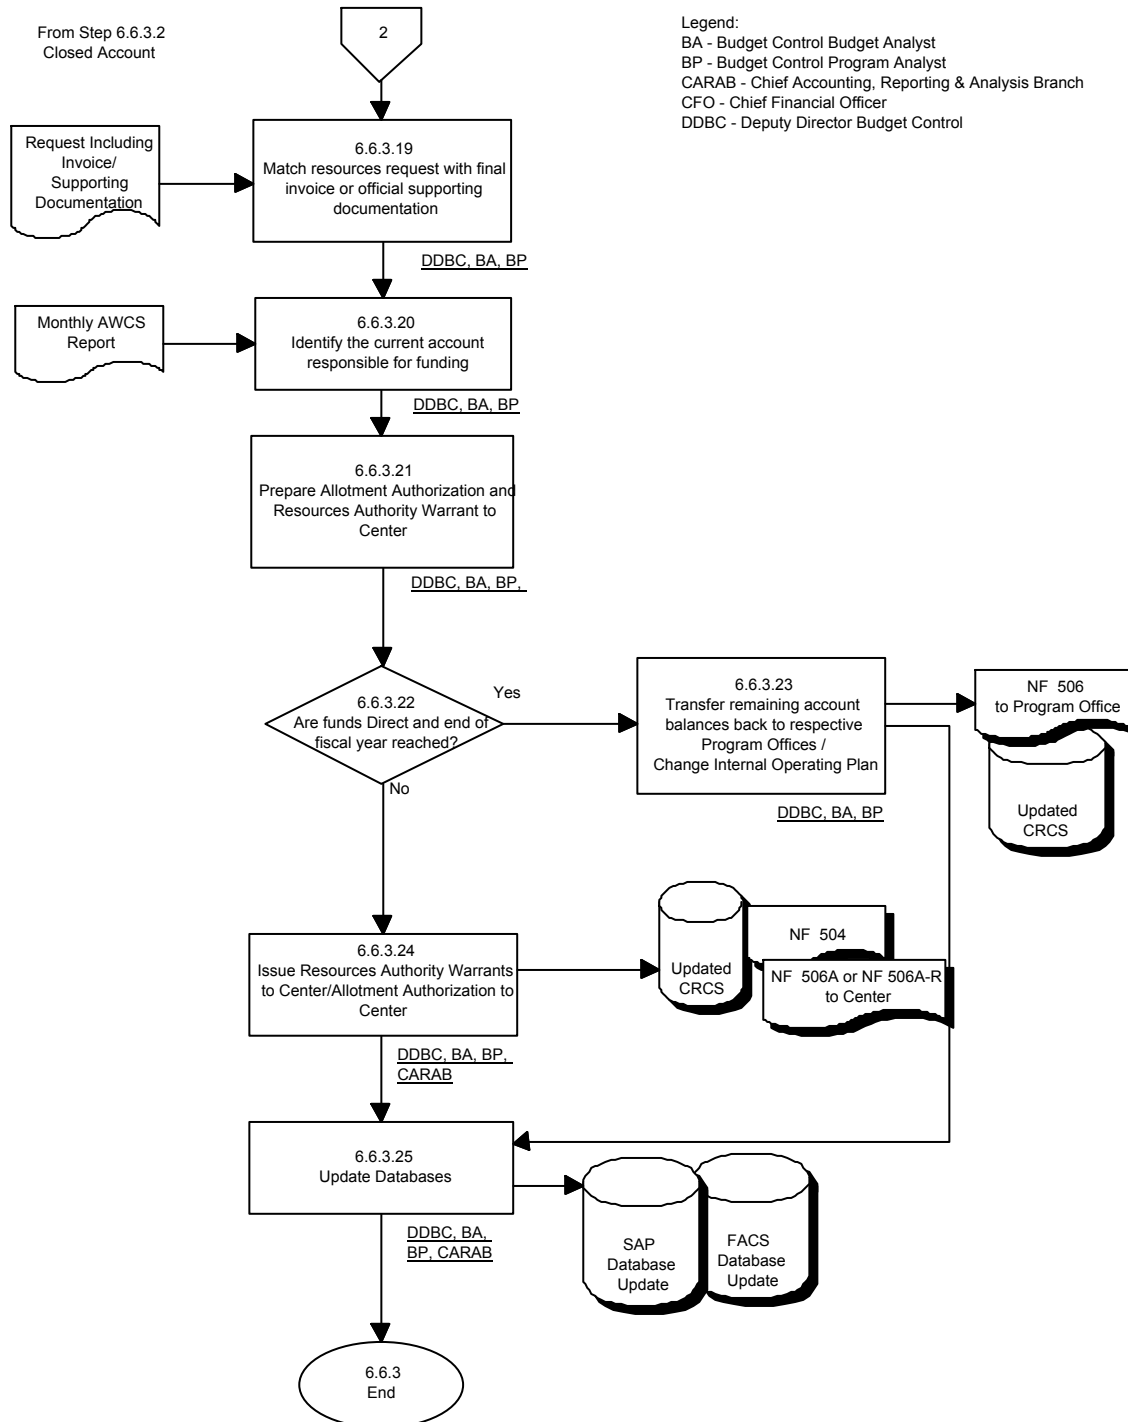 From Step 6.6.3.2
Closed Account
2
Legend:
BA - Budget Control Budget Analyst
BP - Budget Control Program Analyst
CARAB - Chief Accounting, Reporting & Analysis Branch
CFO - Chief Financial Officer
DDBC - Deputy Director Budget Control
Request Including
Invoice/
Supporting
Documentation
6.6.3.19
Match resources request with final
invoice or official supporting
documentation
DDBC, BA, BP
Monthly AWCS
Report
6.6.3.20
Identify the current account
responsible for funding
DDBC, BA, BP
6.6.3.21
Prepare Allotment Authorization and
Resources Authority Warrant to
Center
DDBC, BA, BP,
6.6.3.22
Are funds Direct and end of
fiscal year reached?
Yes
No
6.6.3.23
Transfer remaining account
balances back to respective
Program Offices /
Change Internal Operating Plan
DDBC, BA, BP
NF 506
to Program Office
Updated
CRCS
6.6.3.24
Issue Resources Authority Warrants
to Center/Allotment Authorization to
Center
DDBC, BA, BP,
CARAB
Updated
CRCS
NF 504
NF 506A or NF 506A-R
to Center
6.6.3.25
Update Databases
DDBC, BA,
BP, CARAB
SAP
Database
Update
FACS
Database
Update
6.6.3
End